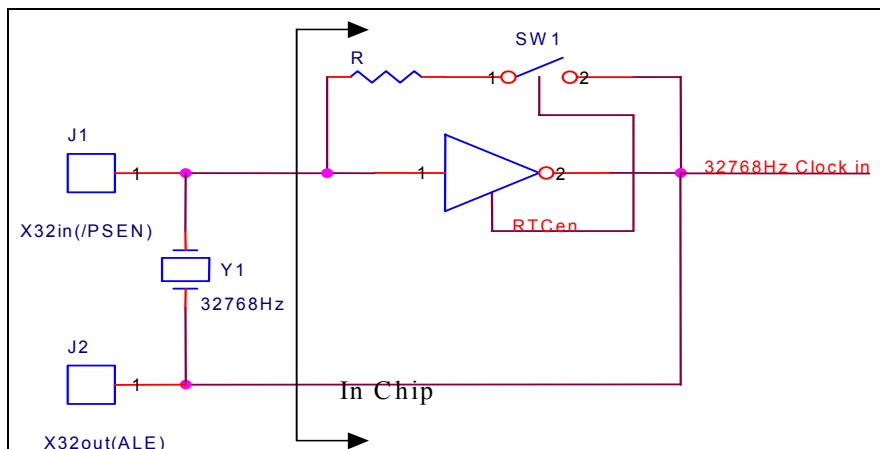 SW1
R
1
2
J1
1
1
2
32768Hz Clock in
X32in(/PSEN)
RTCen
Y1
32768Hz
J2
1
In Chip
X32out(ALE)